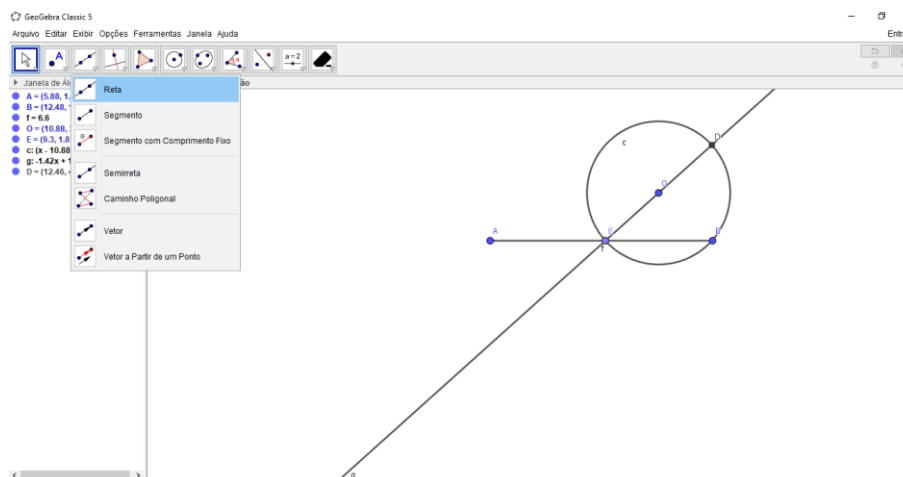 GeoGebra Classic 5
Arquivo Editar Exibir Opções Ferramentas Janela Ajuda
Entr
A
a=2
Janela de Ál
ão
A = (5.88, 1.
B = (12.48, 1
f = 6.6
O = (10.88,
E = (9.3, 1.8
c: (x - 10.88
g: -1.42x + 1
D = (12.46, 4
Reta
Segmento
Segmento com Comprimento Fixo
Semirreta
Caminho Poligonal
Vetor
Vetor a Partir de um Ponto
c
D
O
A
E
B
f
g